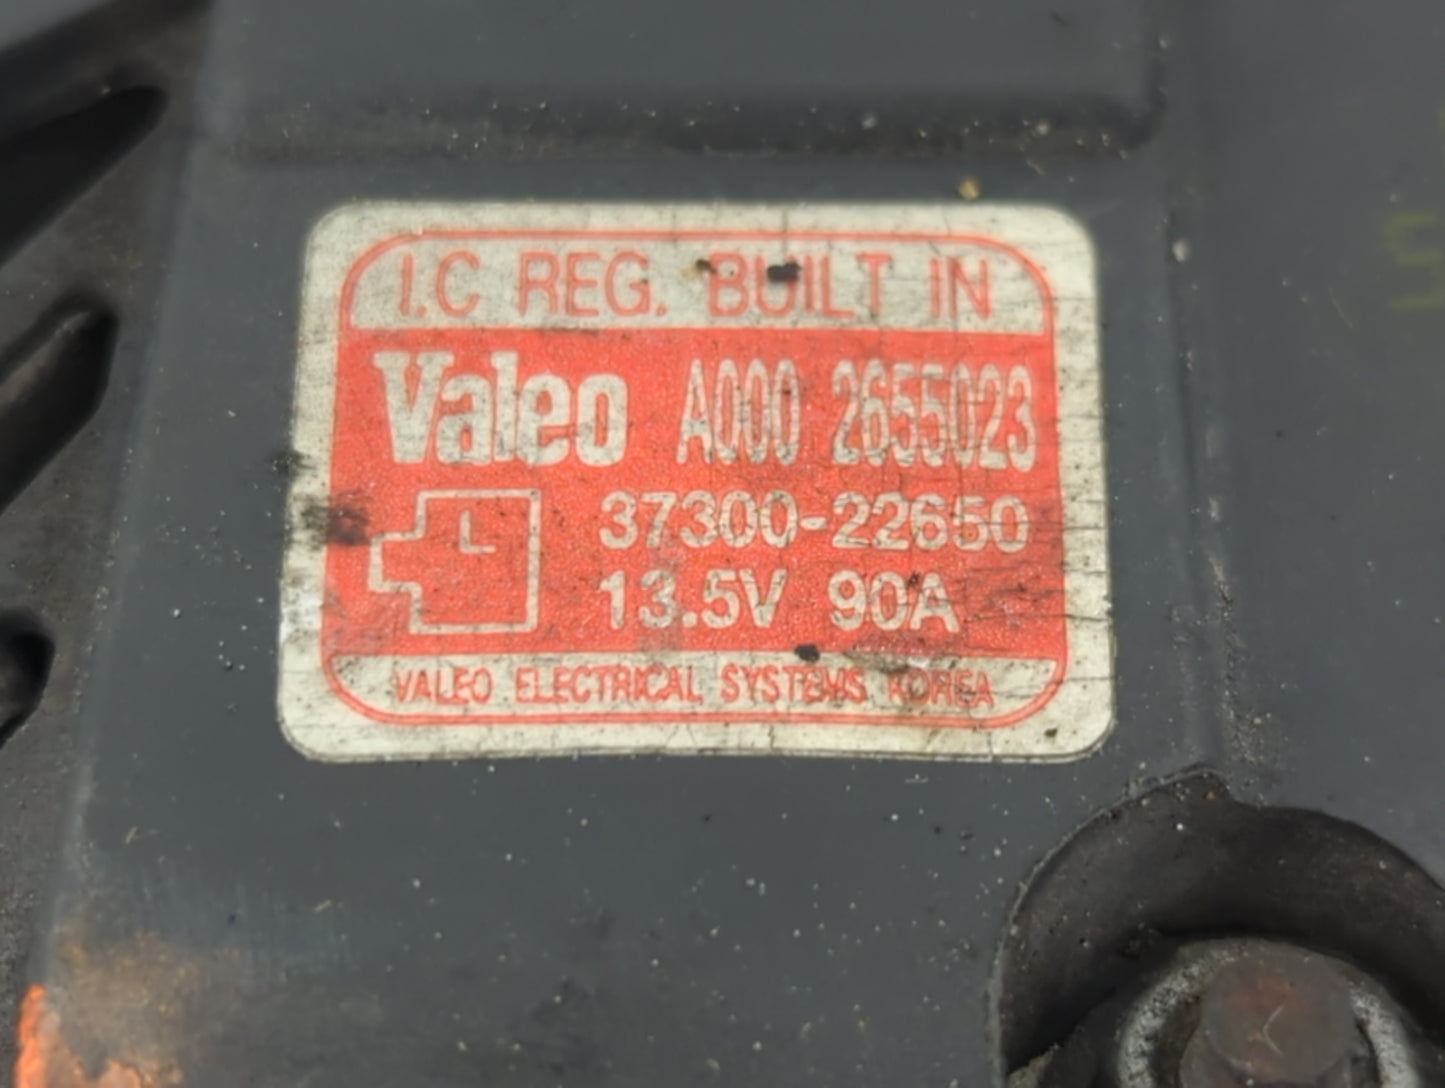 I.C REG. BUILT IN
Valeo A000 2655023
L 37300-22650
13.5V 90A
VALEO ELECTRICAL SYSTEMS KOREA